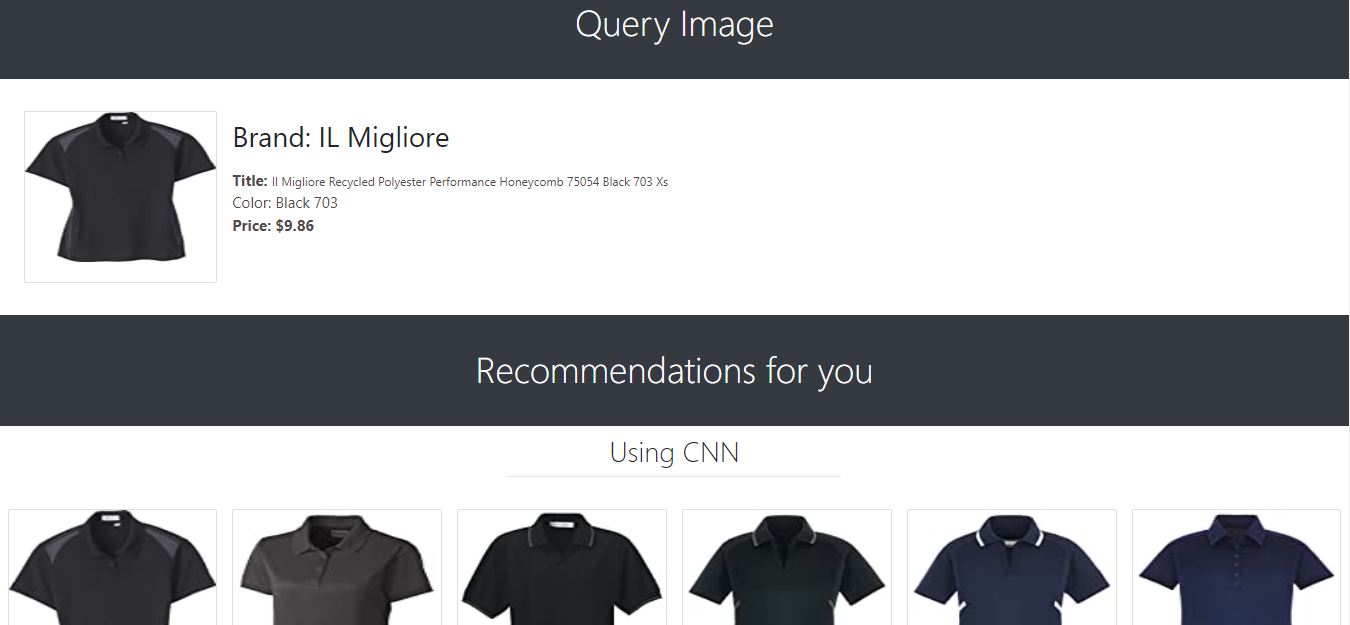 Query Image
Brand: IL Migliore
Title: Il Migliore Recycled Polyester Performance Honeycomb 75054 Black 703 Xs
Color: Black 703
Price: $9.86
Recommendations for you
Using CNN